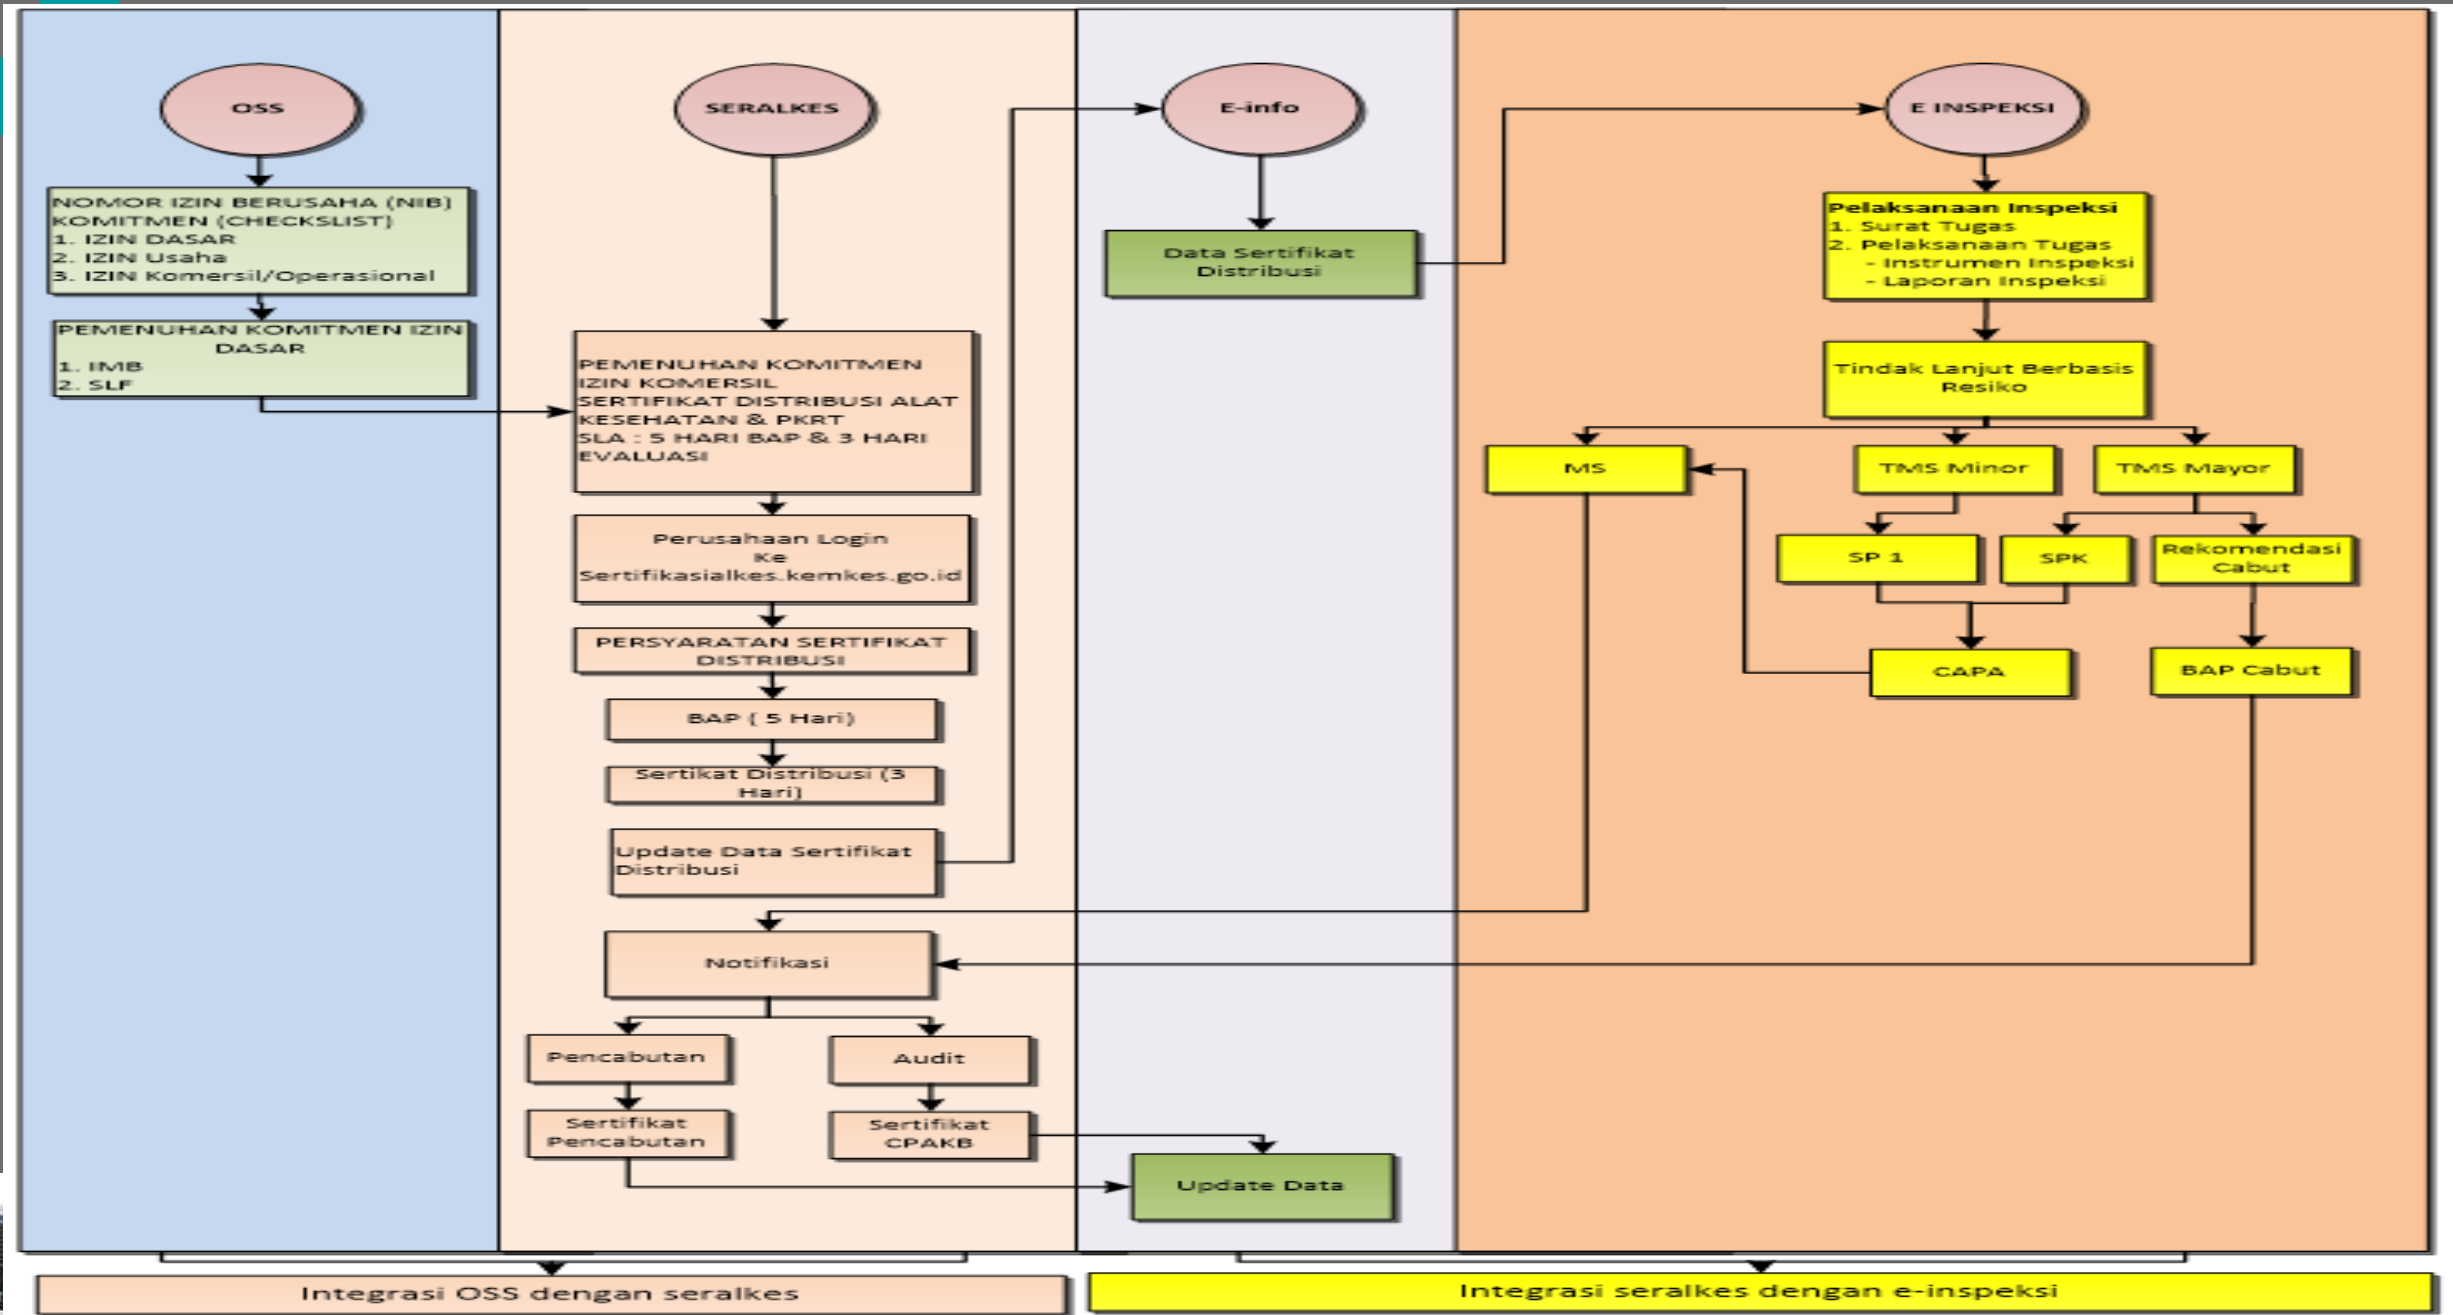 OSS
NOMOR IZIN BERUSAHA (NIB)
KOMITMEN (CHECKSLIST)
1. IZIN DASAR
2. IZIN Usaha
3. IZIN Komersil/Operasional
PEMENUHAN KOMITMEN IZIN
DASAR
1. IMB
2. SLF
SERALKES
PEMENUHAN KOMITMEN
IZIN KOMERSIL
SERTIFIKAT DISTRIBUSI ALAT
KESEHATAN & PKRT
SLA : 5 HARI BAP & 3 HARI
EVALUASI
Perusahaan Login
Ke
Sertifikasialkes.kemkes.go.id
PERSYARATAN SERTIFIKAT
DISTRIBUSI
BAP ( 5 Hari)
Sertikat Distribusi (3
Hari)
Update Data Sertifikat
Distribusi
Notifikasi
Pencabutan
Audit
Sertifikat
Pencabutan
Sertifikat
CPAKB
E-info
Data Sertifikat
Distribusi
Update Data
E INSPEKSI
Pelaksanaan Inspeksi
1. Surat Tugas
2. Pelaksanaan Tugas
- Instrumen Inspeksi
- Laporan Inspeksi
Tindak Lanjut Berbasis
Resiko
MS
TMS Minor
TMS Mayor
SP 1
SPK
Rekomendasi
Cabut
CAPA
BAP Cabut
Integrasi OSS dengan seralkes
Integrasi seralkes dengan e-inspeksi